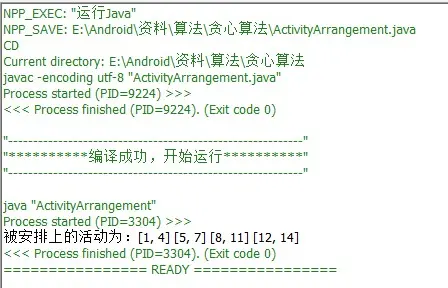 NPP_EXEC: "运行Java"
NPP_SAVE: E:\Android\资料\算法\贪心算法\ActivityArrangement.java
CD
Current directory: E:\Android\资料\算法\贪心算法
javac -encoding utf-8 "ActivityArrangement.java"
Process started (PID=9224) >>>
<<< Process finished (PID=9224). (Exit code 0)
"------------------------------------------------------------"
"**********编译成功，开始运行**********"
"------------------------------------------------------------"
java "ActivityArrangement"
Process started (PID=3304) >>>
被安排上的活动为：[1, 4] [5, 7] [8, 11] [12, 14]
<<< Process finished (PID=3304). (Exit code 0)
================ READY ================